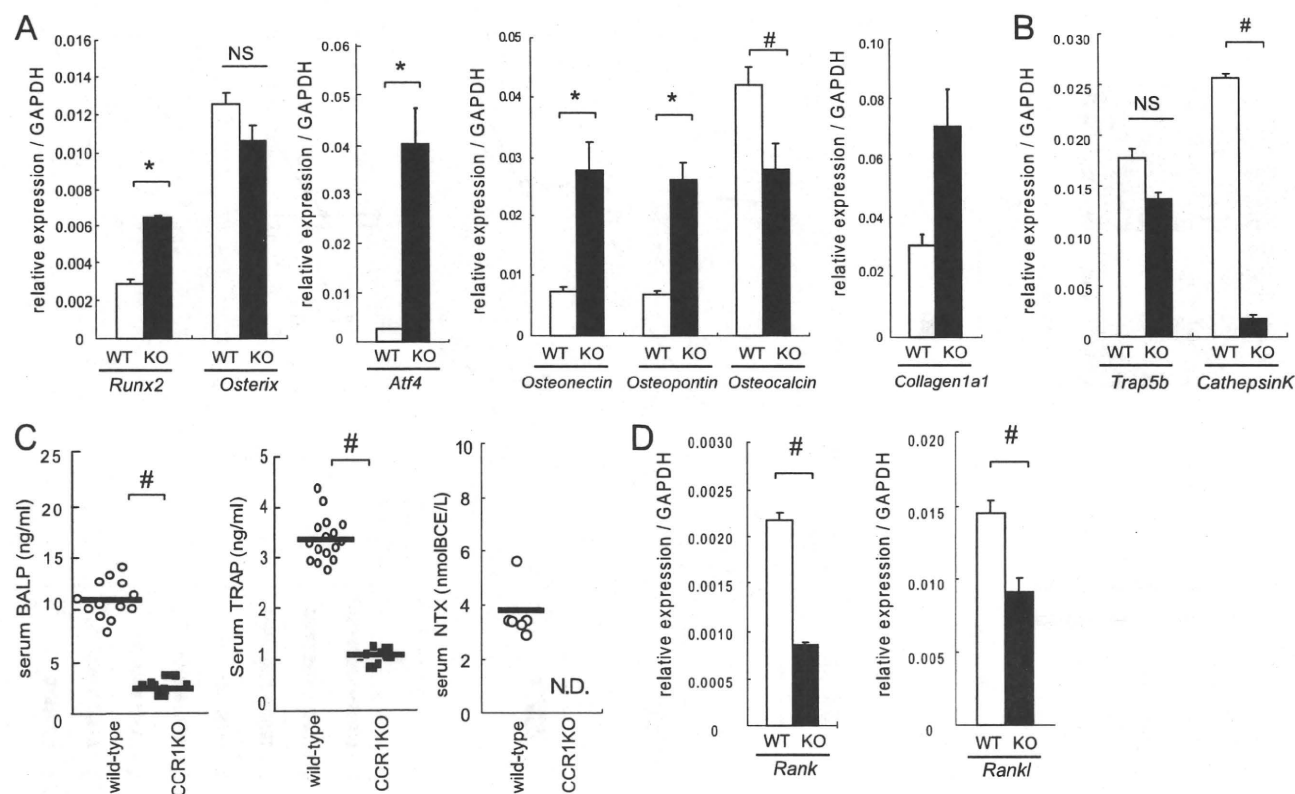 A
relative expression / GAPDH
0.016
0.014
0.012
0.010
0.008
0.006
0.004
0.002
0
*
NS
WT KO
WT KO
Runx2
Osterix
relative expression / GAPDH
0.06
0.05
0.04
0.03
0.02
0.01
0
*
WT KO
Atf4
relative expression / GAPDH
0.05
0.04
0.03
0.02
0.01
0
*
*
#
WT KO
WT KO
WT KO
Osteonectin
Osteopontin
Osteocalcin
relative expression / GAPDH
0.10
0.08
0.06
0.04
0.02
0
WT KO
Collagen1a1
B
relative expression / GAPDH
0.030
0.025
0.020
0.015
0.010
0.005
0
NS
#
WT KO
WT KO
Trap5b
CathepsinK
C
serum BALP (ng/ml)
25
20
15
10
5
0
#
wild-type
CCR1KO
Serum TRAP (ng/ml)
5
4
3
2
1
0
#
wild-type
CCR1KO
serum NTX (nmolBCE/L)
10
8
6
4
2
0
N.D.
wild-type
CCR1KO
D
relative expression / GAPDH
0.0030
0.0025
0.0020
0.0015
0.0010
0.0005
0
#
WT KO
Rank
relative expression / GAPDH
0.020
0.015
0.010
0.005
0
#
WT KO
Rankl